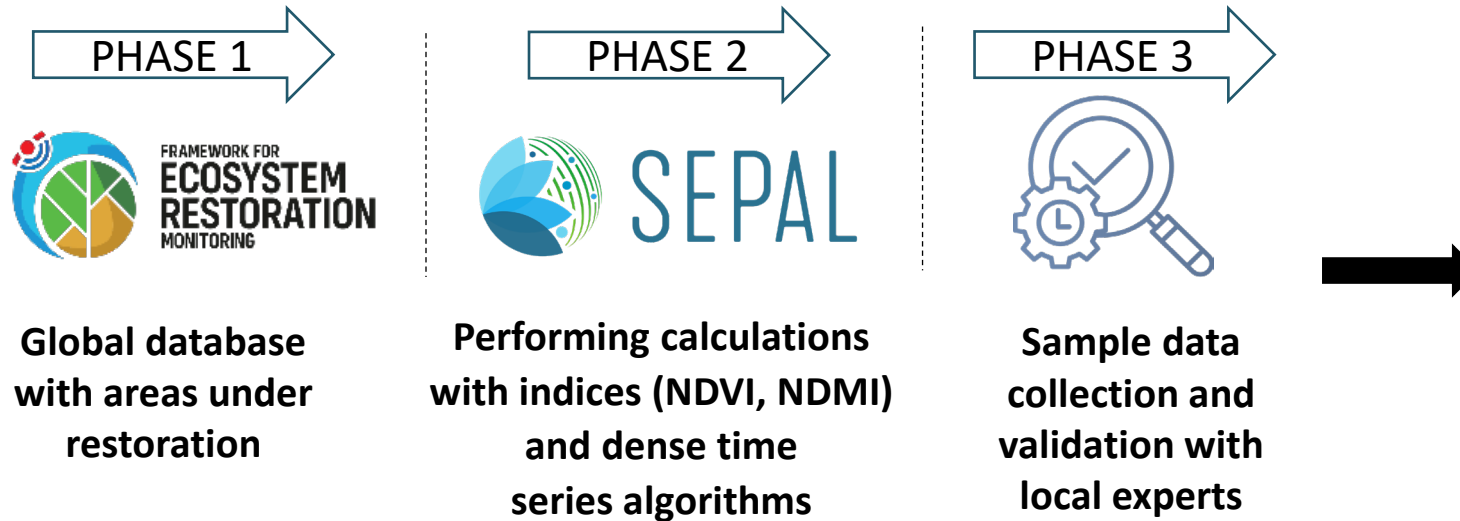 PHASE 1
FRAMEWORK FOR
ECOSYSTEM
RESTORATION
MONITORING
Global database
with areas under
restoration
PHASE 2
SEPAL
Performing calculations
with indices (NDVI, NDMI)
and dense time
series algorithms
PHASE 3
Sample data
collection and
validation with
local experts